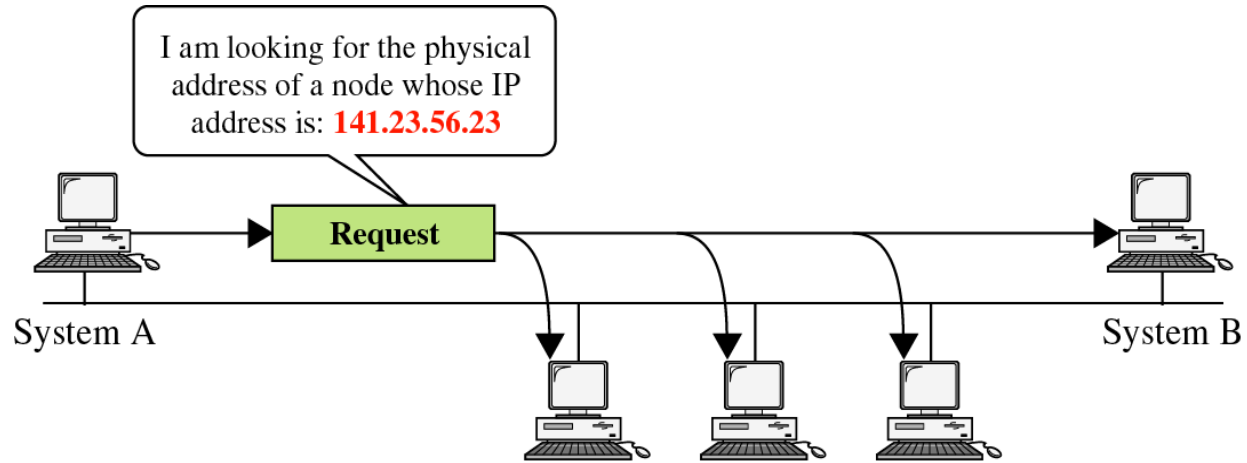 I am looking for the physical
address of a node whose IP
address is: 141.23.56.23
Request
System A
System B